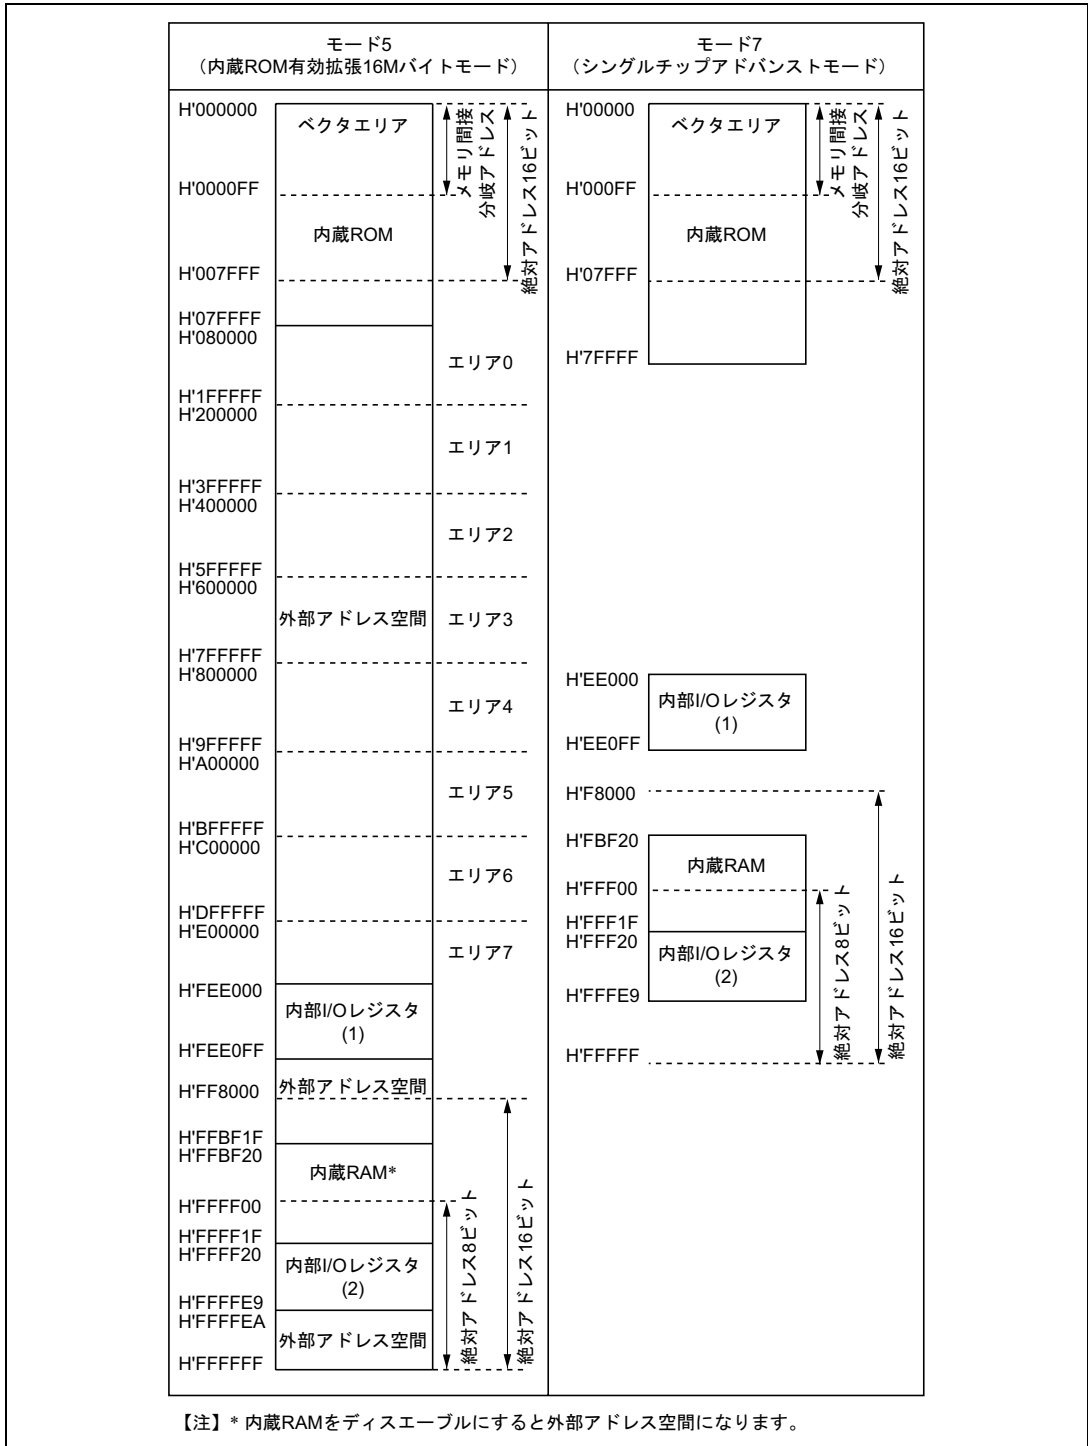 モード5
（内蔵ROM有効拡張16Mバイトモード）
H'000000
ベクタエリア
メモリ間接
分岐アドレス
絶対アドレス16ビット
H'0000FF
内蔵ROM
H'007FFF
H'07FFFF
H'080000
エリア0
H'1FFFFF
H'200000
エリア1
H'3FFFFF
H'400000
エリア2
H'5FFFFF
H'600000
外部アドレス空間
エリア3
H'7FFFFF
H'800000
エリア4
H'9FFFFF
H'A00000
エリア5
H'BFFFFF
H'C00000
エリア6
H'DFFFFF
H'E00000
エリア7
H'FEE000
内部I/Oレジスタ
(1)
H'FEE0FF
外部アドレス空間
H'FF8000
H'FFBF1F
H'FFBF20
内蔵RAM*
H'FFFF00
H'FFFF1F
H'FFFF20
内部I/Oレジスタ
(2)
H'FFFFE9
H'FFFFEA
外部アドレス空間
H'FFFFFF
絶対アドレス8ビット
絶対アドレス16ビット
モード7
（シングルチップアドバンストモード）
H'00000
ベクタエリア
メモリ間接
分岐アドレス
絶対アドレス16ビット
H'000FF
内蔵ROM
H'07FFF
H'7FFFF
H'EE000
内部I/Oレジスタ
(1)
H'EE0FF
H'F8000
H'FBF20
内蔵RAM
H'FFF00
H'FFF1F
H'FFF20
内部I/Oレジスタ
(2)
H'FFFE9
H'FFFFF
絶対アドレス8ビット
絶対アドレス16ビット
【注】* 内蔵RAMをディスエーブルにすると外部アドレス空間になります。